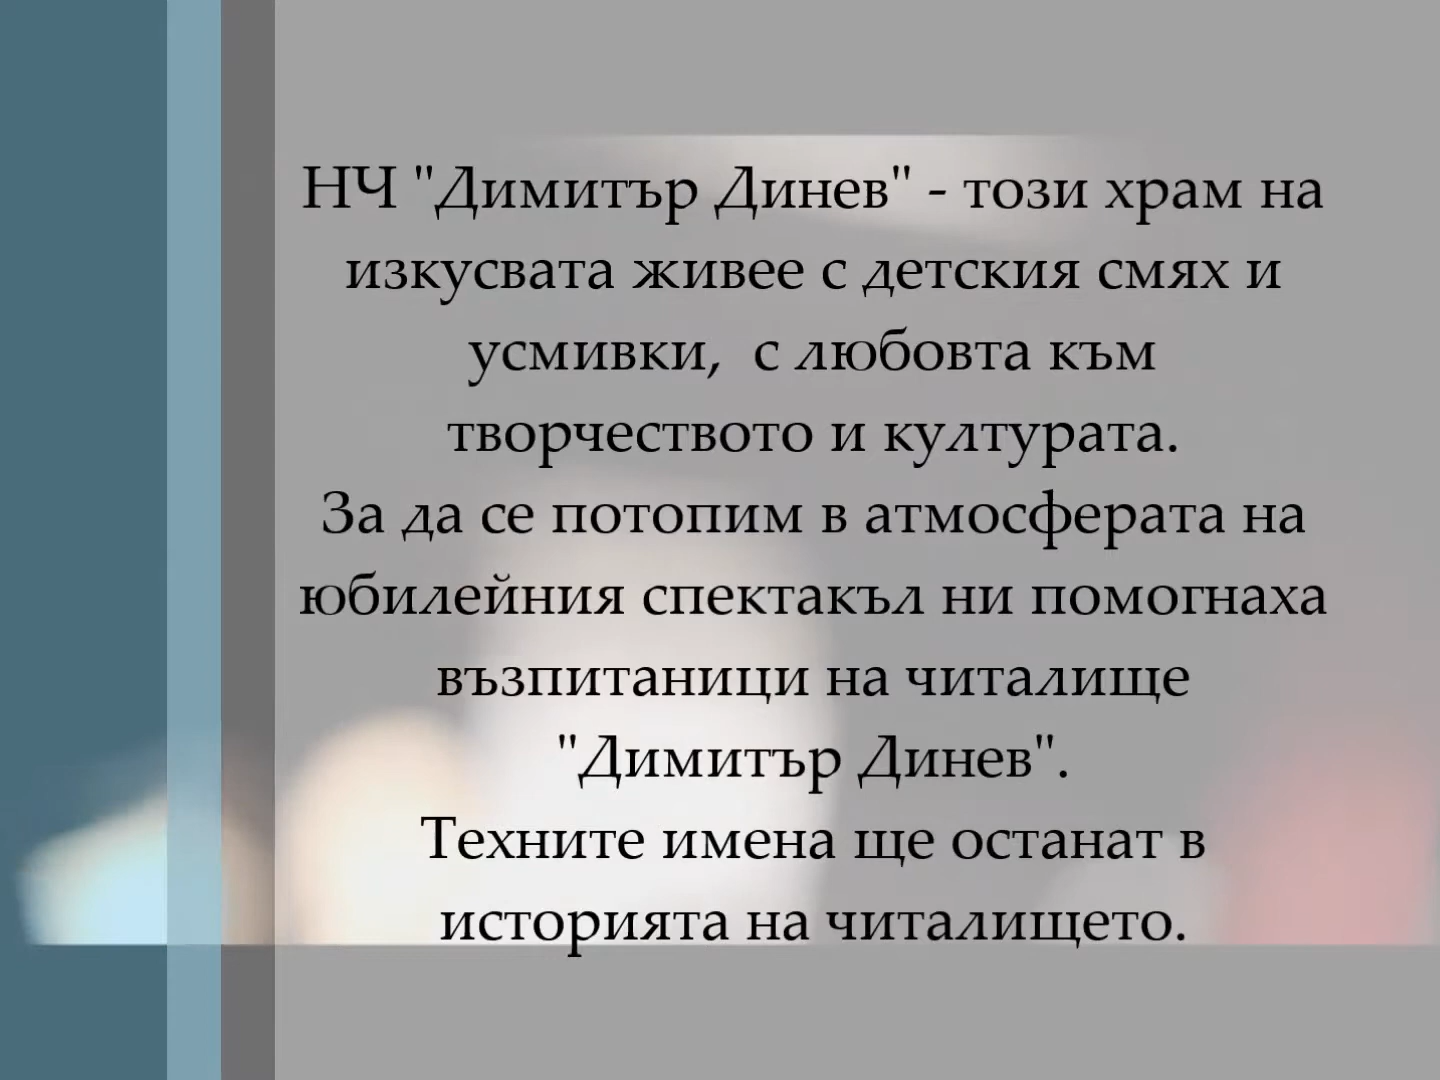 НЧ "Димитър Динев" - този храм на
изкусвата живее с детския смях и
усмивки,  с любовта към
творчеството и културата.
За да се потопим в атмосферата на
юбилейния спектакъл ни помогнаха
възпитаници на читалище
"Димитър Динев".
Техните имена ще останат в
историята на читалището.